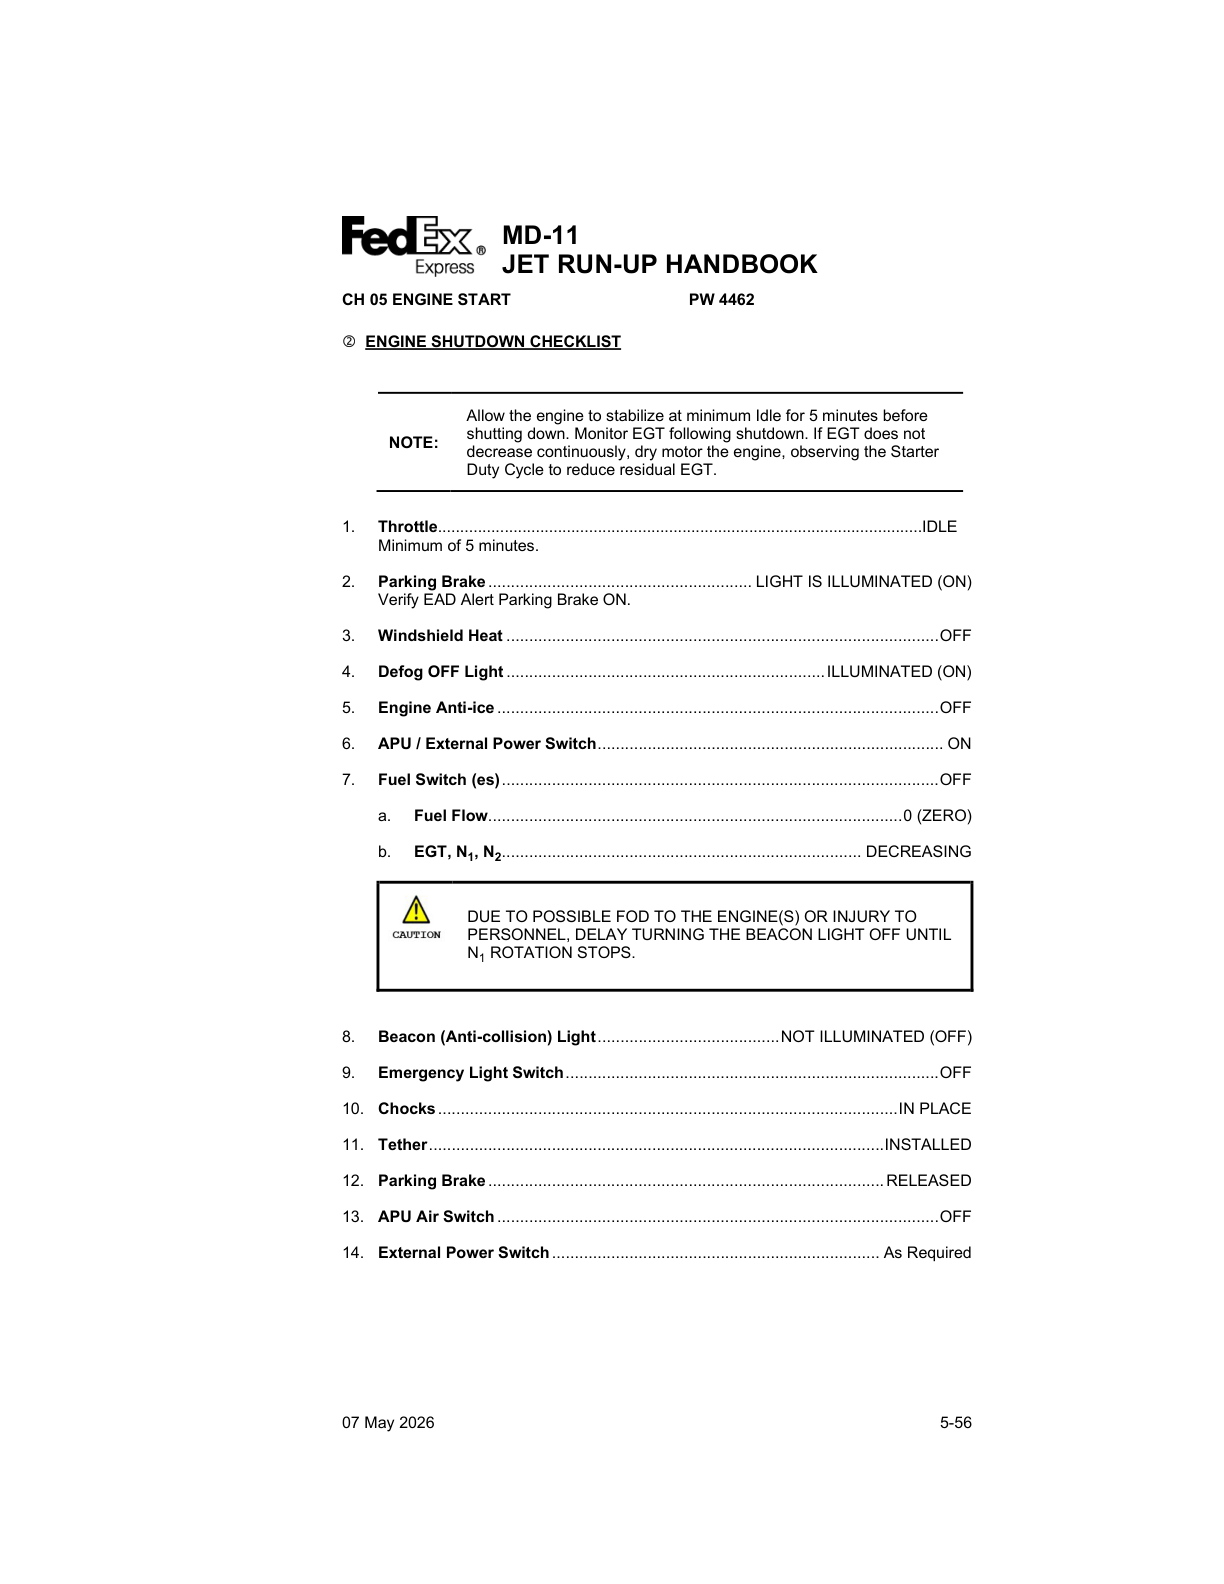 FedEx® Express
MD-11
JET RUN-UP HANDBOOK
CH 05 ENGINE START PW 4462
② ENGINE SHUTDOWN CHECKLIST
NOTE:
Allow the engine to stabilize at minimum Idle for 5 minutes before
shutting down. Monitor EGT following shutdown. If EGT does not
decrease continuously, dry motor the engine, observing the Starter
Duty Cycle to reduce residual EGT.
1. Throttle............................................................IDLE
Minimum of 5 minutes.
2. Parking Brake............................................................LIGHT IS ILLUMINATED (ON)
Verify EAD Alert Parking Brake ON.
3. Windshield Heat............................................................OFF
4. Defog OFF Light............................................................ILLUMINATED (ON)
5. Engine Anti-ice............................................................OFF
6. APU / External Power Switch............................................................ON
7. Fuel Switch (es)............................................................OFF
a. Fuel Flow............................................................0 (ZERO)
b. EGT, N₁, N₂............................................................DECREASING
CAUTION
DUE TO POSSIBLE FOD TO THE ENGINE(S) OR INJURY TO
PERSONNEL, DELAY TURNING THE BEACON LIGHT OFF UNTIL
N₁ ROTATION STOPS.
8. Beacon (Anti-collision) Light............................................................NOT ILLUMINATED (OFF)
9. Emergency Light Switch............................................................OFF
10. Chocks............................................................IN PLACE
11. Tether............................................................INSTALLED
12. Parking Brake............................................................RELEASED
13. APU Air Switch............................................................OFF
14. External Power Switch............................................................As Required
07 May 2026 5-56